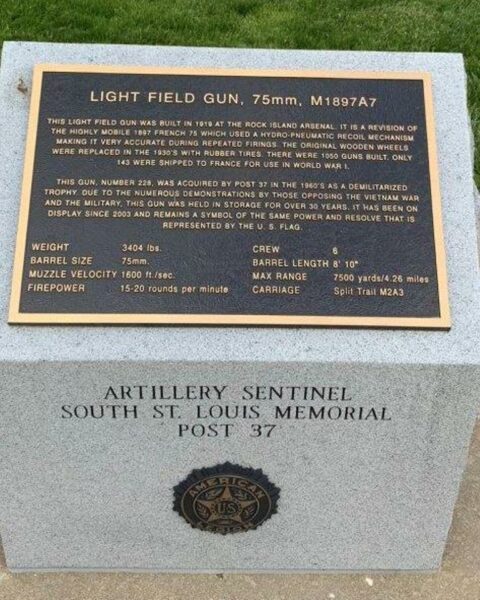 LIGHT FIELD GUN, 75mm, M1897A7
THIS LIGHT FIELD GUN WAS BUILT IN 1919 AT THE ROCK ISLAND ARSENAL. IT IS A REVISION OF
THE HIGHLY MOBILE 1897 FRENCH 75 WHICH USED A HYDRO-PNEUMATIC RECOIL MECHANISM
MAKING IT VERY ACCURATE DURING REPEATED FIRINGS. THE ORIGINAL WOODEN WHEELS
WERE REPLACED IN THE 1930'S WITH RUBBER TIRES. THERE WERE 1050 GUNS BUILT. ONLY
143 WERE SHIPPED TO FRANCE FOR USE IN WORLD WAR I.
THIS GUN, NUMBER 228, WAS ACQUIRED BY POST 37 IN THE 1960'S AS A DEMILITARIZED
TROPHY. DUE TO THE NUMEROUS DEMONSTRATIONS BY THOSE OPPOSING THE VIETNAM WAR
AND THE MILITARY, THIS GUN WAS HELD IN STORAGE FOR OVER 30 YEARS. IT HAS BEEN ON
DISPLAY SINCE 2003 AND REMAINS A SYMBOL OF THE SAME POWER AND RESOLVE THAT IS
REPRESENTED BY THE U. S. FLAG.
WEIGHT 3404 lbs. CREW 6
BARREL SIZE 75mm. BARREL LENGTH 8' 10"
MUZZLE VELOCITY 1600 ft./sec. MAX RANGE 7500 yards/4.26 miles
FIREPOWER 15-20 rounds per minute CARRIAGE Split Trail M2A3
ARTILLERY SENTINEL
SOUTH ST. LOUIS MEMORIAL
POST 37
AMERICAN
US
LEGION